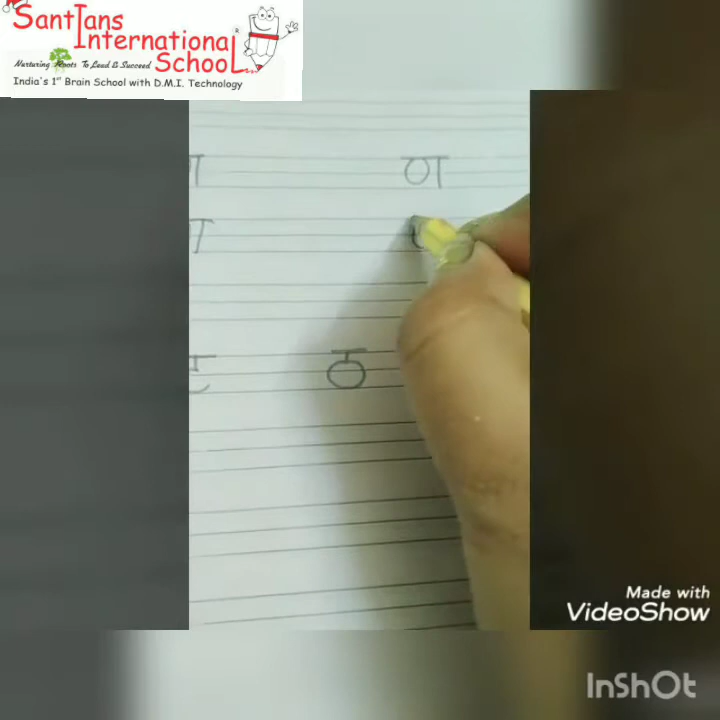 SantIans
International
School
Nurturing Roots To Lead & Succeed
India's 1st Brain School with D.M.I. Technology
ण
ठ
Made with
VideoShow
InShOt